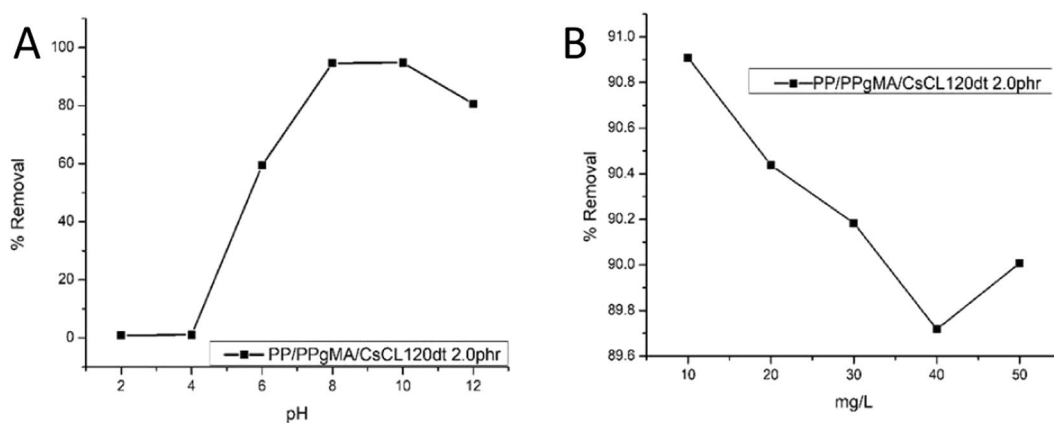 A
% Removal
100
80
60
40
20
0
PP/PPgMA/CsCL120dt 2.0phr
2 4 6 8 10 12
pH
B
% Removal
91.0
90.8
90.6
90.4
90.2
90.0
89.8
89.6
PP/PPgMA/CsCL120dt 2.0phr
10 20 30 40 50
mg/L